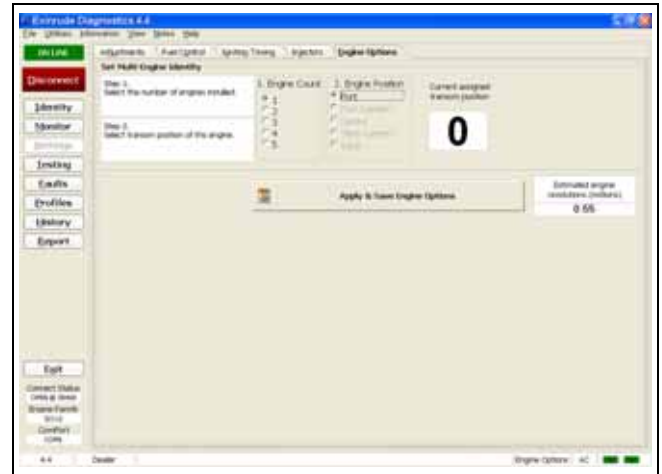 Evinrude Diagnostics 4.4
File Utilities Information View Notes Help
ON LINE
Adjustments Fuel Control Ignition Timing Injectors Engine Options
Disconnect
Set Multi Engine Identity
Step 1.
Select the number of engines installed.
Step 2.
Select transom position of the engine.
1. Engine Count
1
2
3
4
5
2. Engine Position
Port
Center
Current assigned
transom position
0
Identity
Monitor
Testing
Faults
Profiles
History
Export
Apply & Save Engine Options
Estimated engine
revolutions (millions)
0.55
Exit
Connect Status
Engine Family
CommPort
COM1
4.4 Dealer Engine Options AC